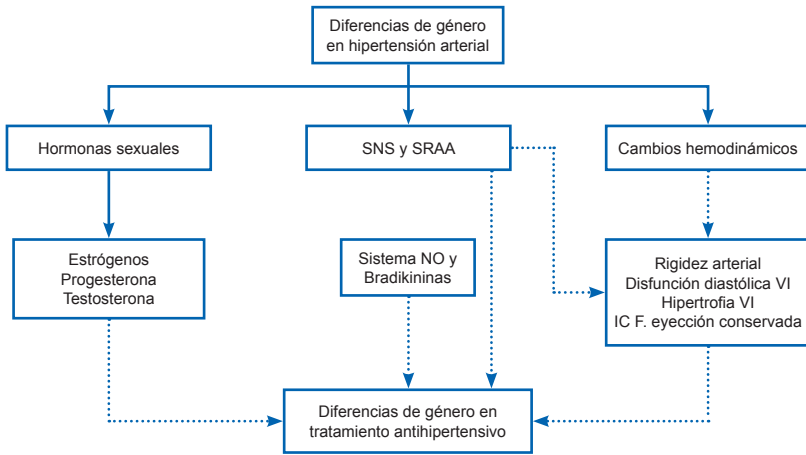 Diferencias de género
en hipertensión arterial
Hormonas sexuales
SNS y SRAA
Cambios hemodinámicos
Estrógenos
Progesterona
Testosterona
Sistema NO y
Bradikininas
Rigidez arterial
Disfunción diastólica VI
Hipertrofia VI
IC F. eyección conservada
Diferencias de género en
tratamiento antihipertensivo